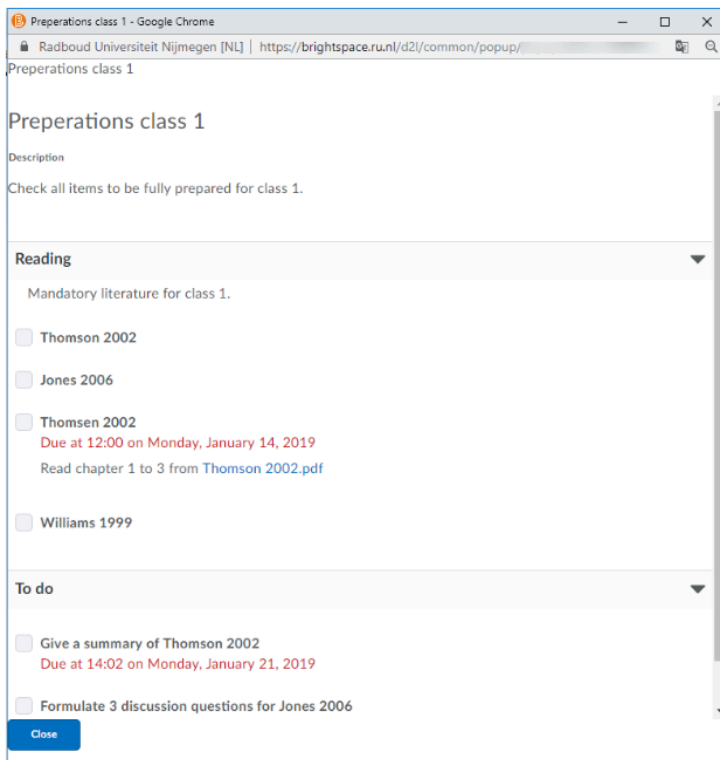 Preperations class 1 - Google Chrome
Radboud Universiteit Nijmegen [NL] | https://brightspace.ru.nl/d2l/common/popup/
Preperations class 1
Preperations class 1
Description
Check all items to be fully prepared for class 1.
Reading
Mandatory literature for class 1.
Thomson 2002
Jones 2006
Thomsen 2002
Due at 12:00 on Monday, January 14, 2019
Read chapter 1 to 3 from Thomson 2002.pdf
Williams 1999
To do
Give a summary of Thomson 2002
Due at 14:02 on Monday, January 21, 2019
Formulate 3 discussion questions for Jones 2006
Close